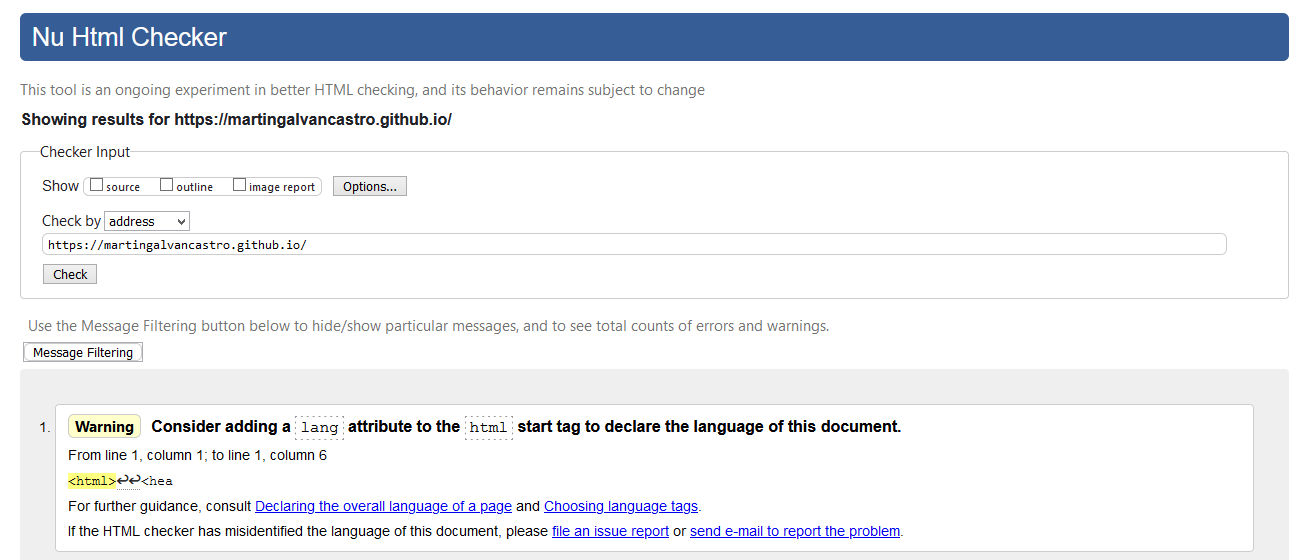 Nu Html Checker
This tool is an ongoing experiment in better HTML checking, and its behavior remains subject to change
Showing results for https://martingalvancastro.github.io/
Checker Input
Show source outline image report Options...
Check by address
https://martingalvancastro.github.io/
Check
Use the Message Filtering button below to hide/show particular messages, and to see total counts of errors and warnings.
Message Filtering
1. Warning Consider adding a lang attribute to the html start tag to declare the language of this document.
From line 1, column 1; to line 1, column 6
<html>↩↩<hea
For further guidance, consult Declaring the overall language of a page and Choosing language tags.
If the HTML checker has misidentified the language of this document, please file an issue report or send e-mail to report the problem.